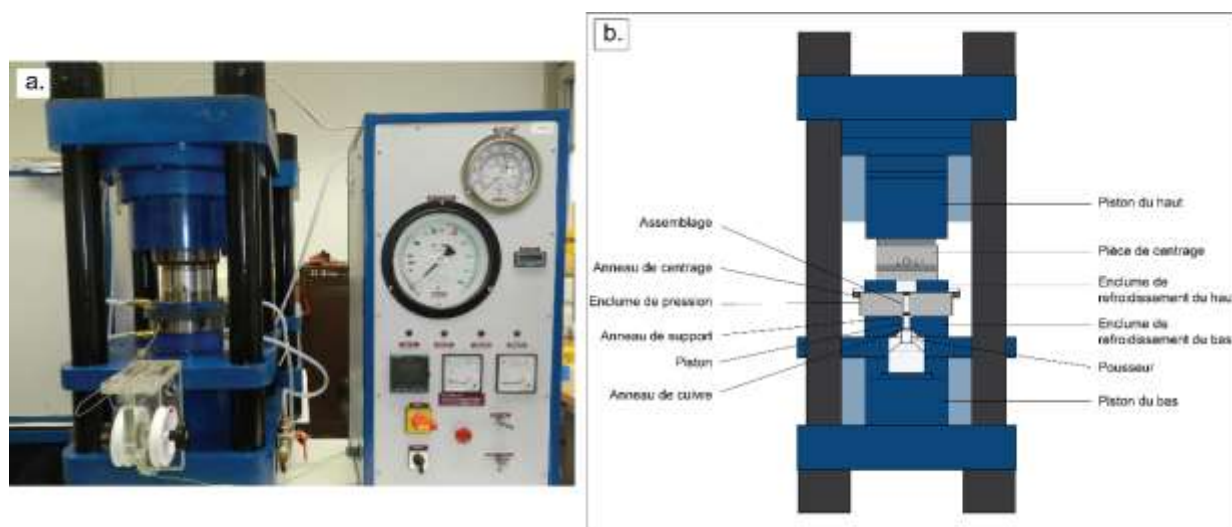 a.
b.
Assemblage
Anneau de centrage
Enclume de pression
Anneau de support
Piston
Anneau de cuivre
Piston du haut
Pièce de centrage
Enclume de
refroidissement du haut
Enclume de
refroidissement du bas
Pousseur
Piston du bas